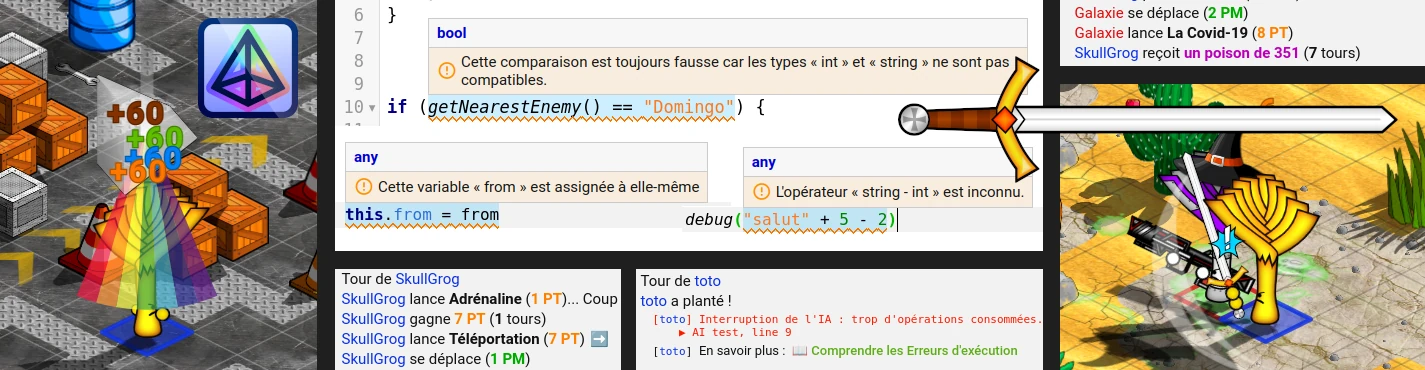 +60
+60
+60
+60
6 }
7
bool
8
Cette comparaison est toujours fausse car les types « int » et « string » ne sont pas
9
compatibles.
10 if (getNearestEnemy() == "Domingo") {
any
Cette variable « from » est assignée à elle-même
this.from = from
any
L'opérateur « string - int » est inconnu.
debug("salut" + 5 - 2)
Tour de SkullGrog
SkullGrog lance Adrénaline (1 PT)... Coup
SkullGrog gagne 7 PT (1 tours)
SkullGrog lance Téléportation (7 PT)
SkullGrog se déplace (1 PM)
Tour de toto
toto a planté !
[toto] Interruption de l'IA : trop d'opérations consommées.
▶ AI test, line 9
[toto] En savoir plus : 📖 Comprendre les Erreurs d'exécution
Galaxie se déplace (2 PM)
Galaxie lance La Covid-19 (8 PT)
SkullGrog reçoit un poison de 351 (7 tours)